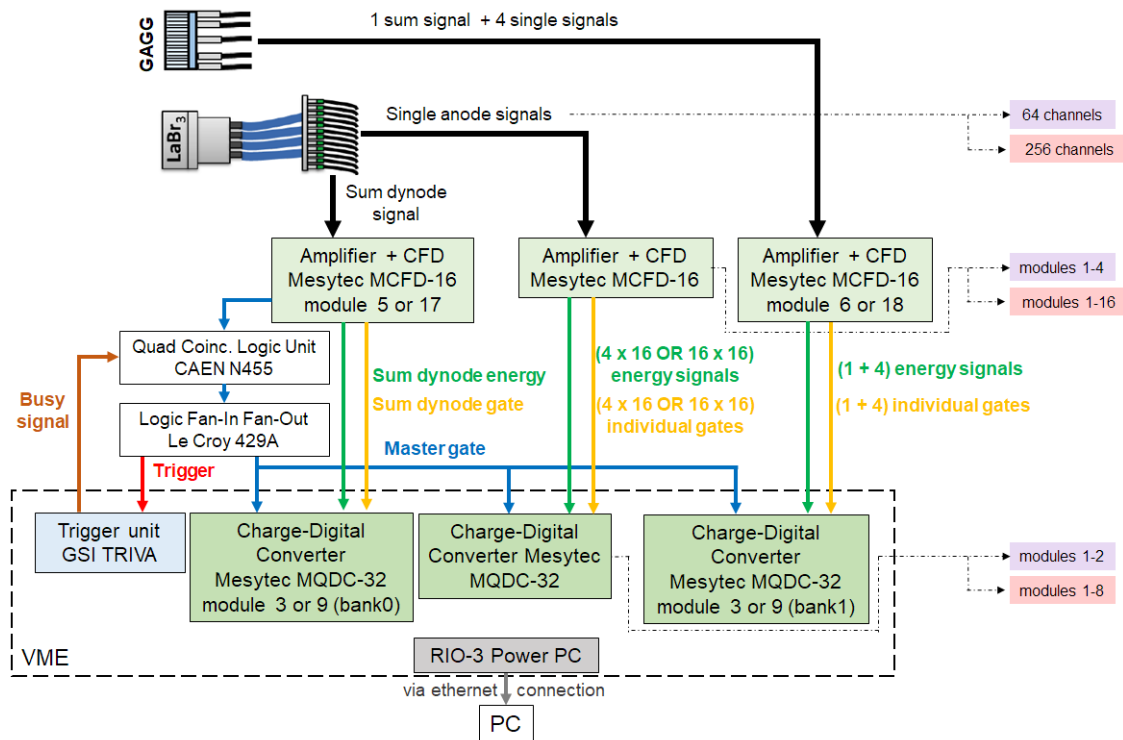 1 sum signal + 4 single signals
GAGG
LaBr3
Single anode signals
64 channels
256 channels
Sum dynode
signal
Amplifier + CFD
Mesytec MCFD-16
module 5 or 17
Amplifier + CFD
Mesytec MCFD-16
Amplifier + CFD
Mesytec MCFD-16
module 6 or 18
modules 1-4
modules 1-16
Quad Coinc. Logic Unit
CAEN N455
Busy
signal
Logic Fan-In Fan-Out
Le Croy 429A
Sum dynode energy
Sum dynode gate
(4 x 16 OR 16 x 16)
energy signals
(4 x 16 OR 16 x 16)
individual gates
(1 + 4) energy signals
(1 + 4) individual gates
Trigger
Master gate
Trigger unit
GSI TRIVA
Charge-Digital
Converter
Mesytec MQDC-32
module 3 or 9 (bank0)
Charge-Digital
Converter Mesytec
MQDC-32
Charge-Digital
Converter
Mesytec MQDC-32
module 3 or 9 (bank1)
modules 1-2
modules 1-8
VME
RIO-3 Power PC
via ethernet connection
PC